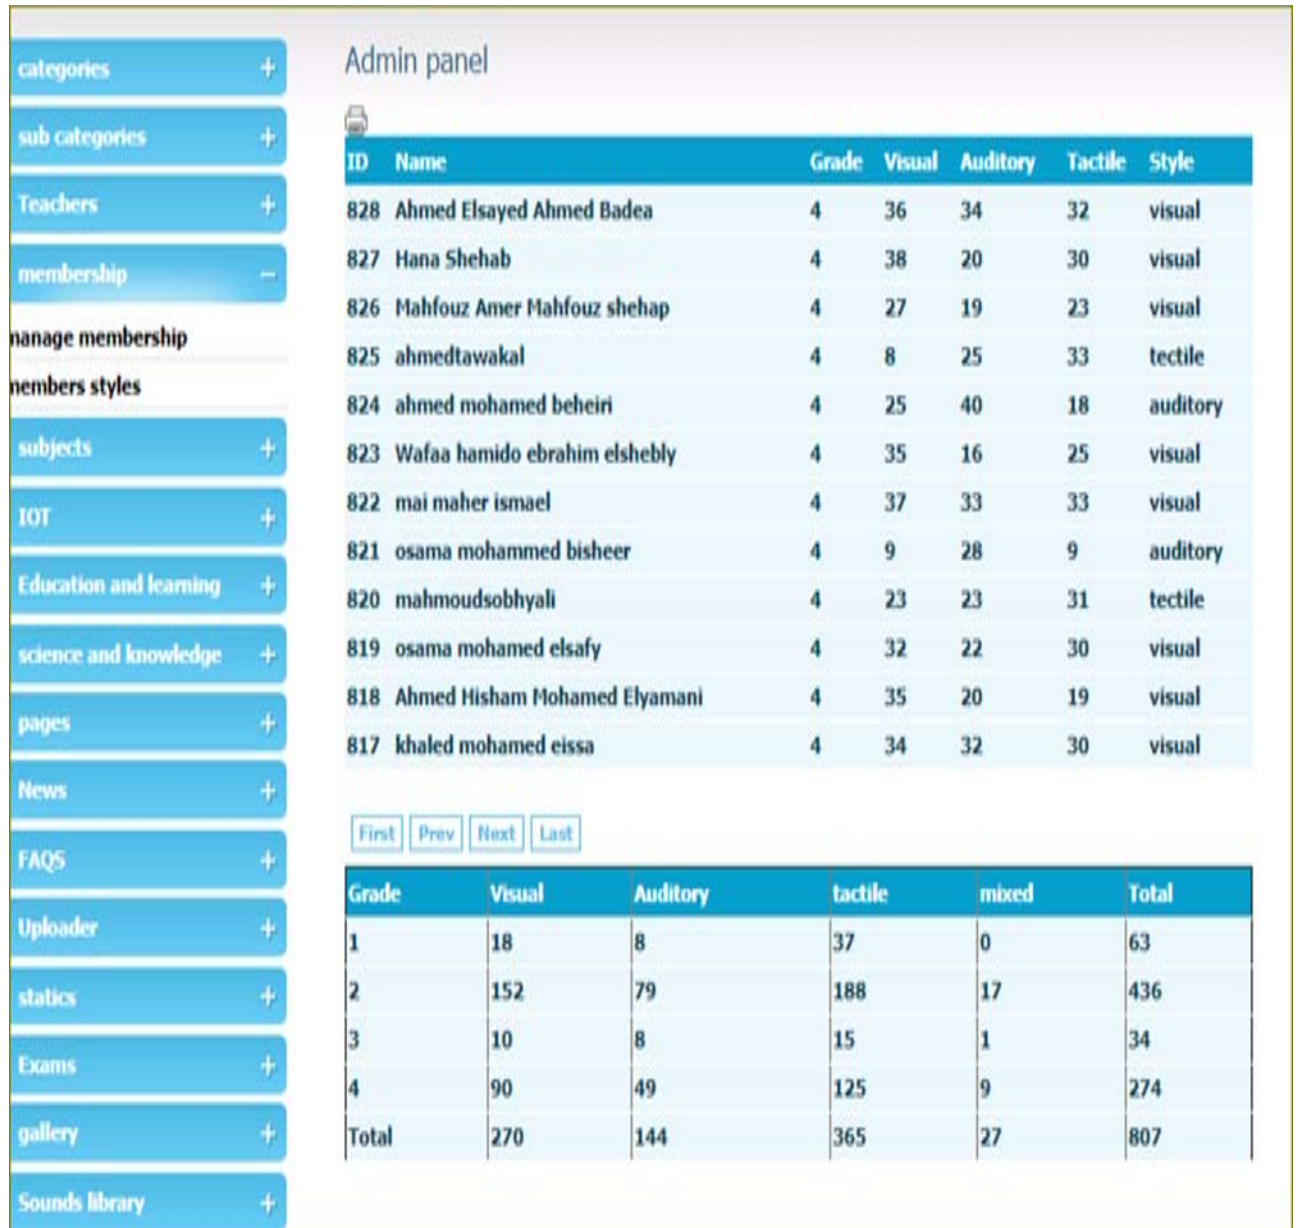 categories +
sub categories +
Teachers +
membership −
nanage membership
nembers styles
subjects +
IOT +
Education and learning +
science and knowledge +
pages +
News +
FAQS +
Uploader +
statics +
Exams +
gallery +
Sounds library +
Admin panel
ID Name Grade Visual Auditory Tactile Style
828 Ahmed Elsayed Ahmed Badea 4 36 34 32 visual
827 Hana Shehab 4 38 20 30 visual
826 Mahfouz Amer Mahfouz shehap 4 27 19 23 visual
825 ahmedtawakal 4 8 25 33 tectile
824 ahmed mohamed beheiri 4 25 40 18 auditory
823 Wafaa hamido ebrahim elshebly 4 35 16 25 visual
822 mai maher ismael 4 37 33 33 visual
821 osama mohammed bisheer 4 9 28 9 auditory
820 mahmoudsobhyali 4 23 23 31 tectile
819 osama mohamed elsafy 4 32 22 30 visual
818 Ahmed Hisham Mohamed Elyamani 4 35 20 19 visual
817 khaled mohamed eissa 4 34 32 30 visual
First Prev Next Last
Grade Visual Auditory tactile mixed Total
1 18 8 37 0 63
2 152 79 188 17 436
3 10 8 15 1 34
4 90 49 125 9 274
Total 270 144 365 27 807